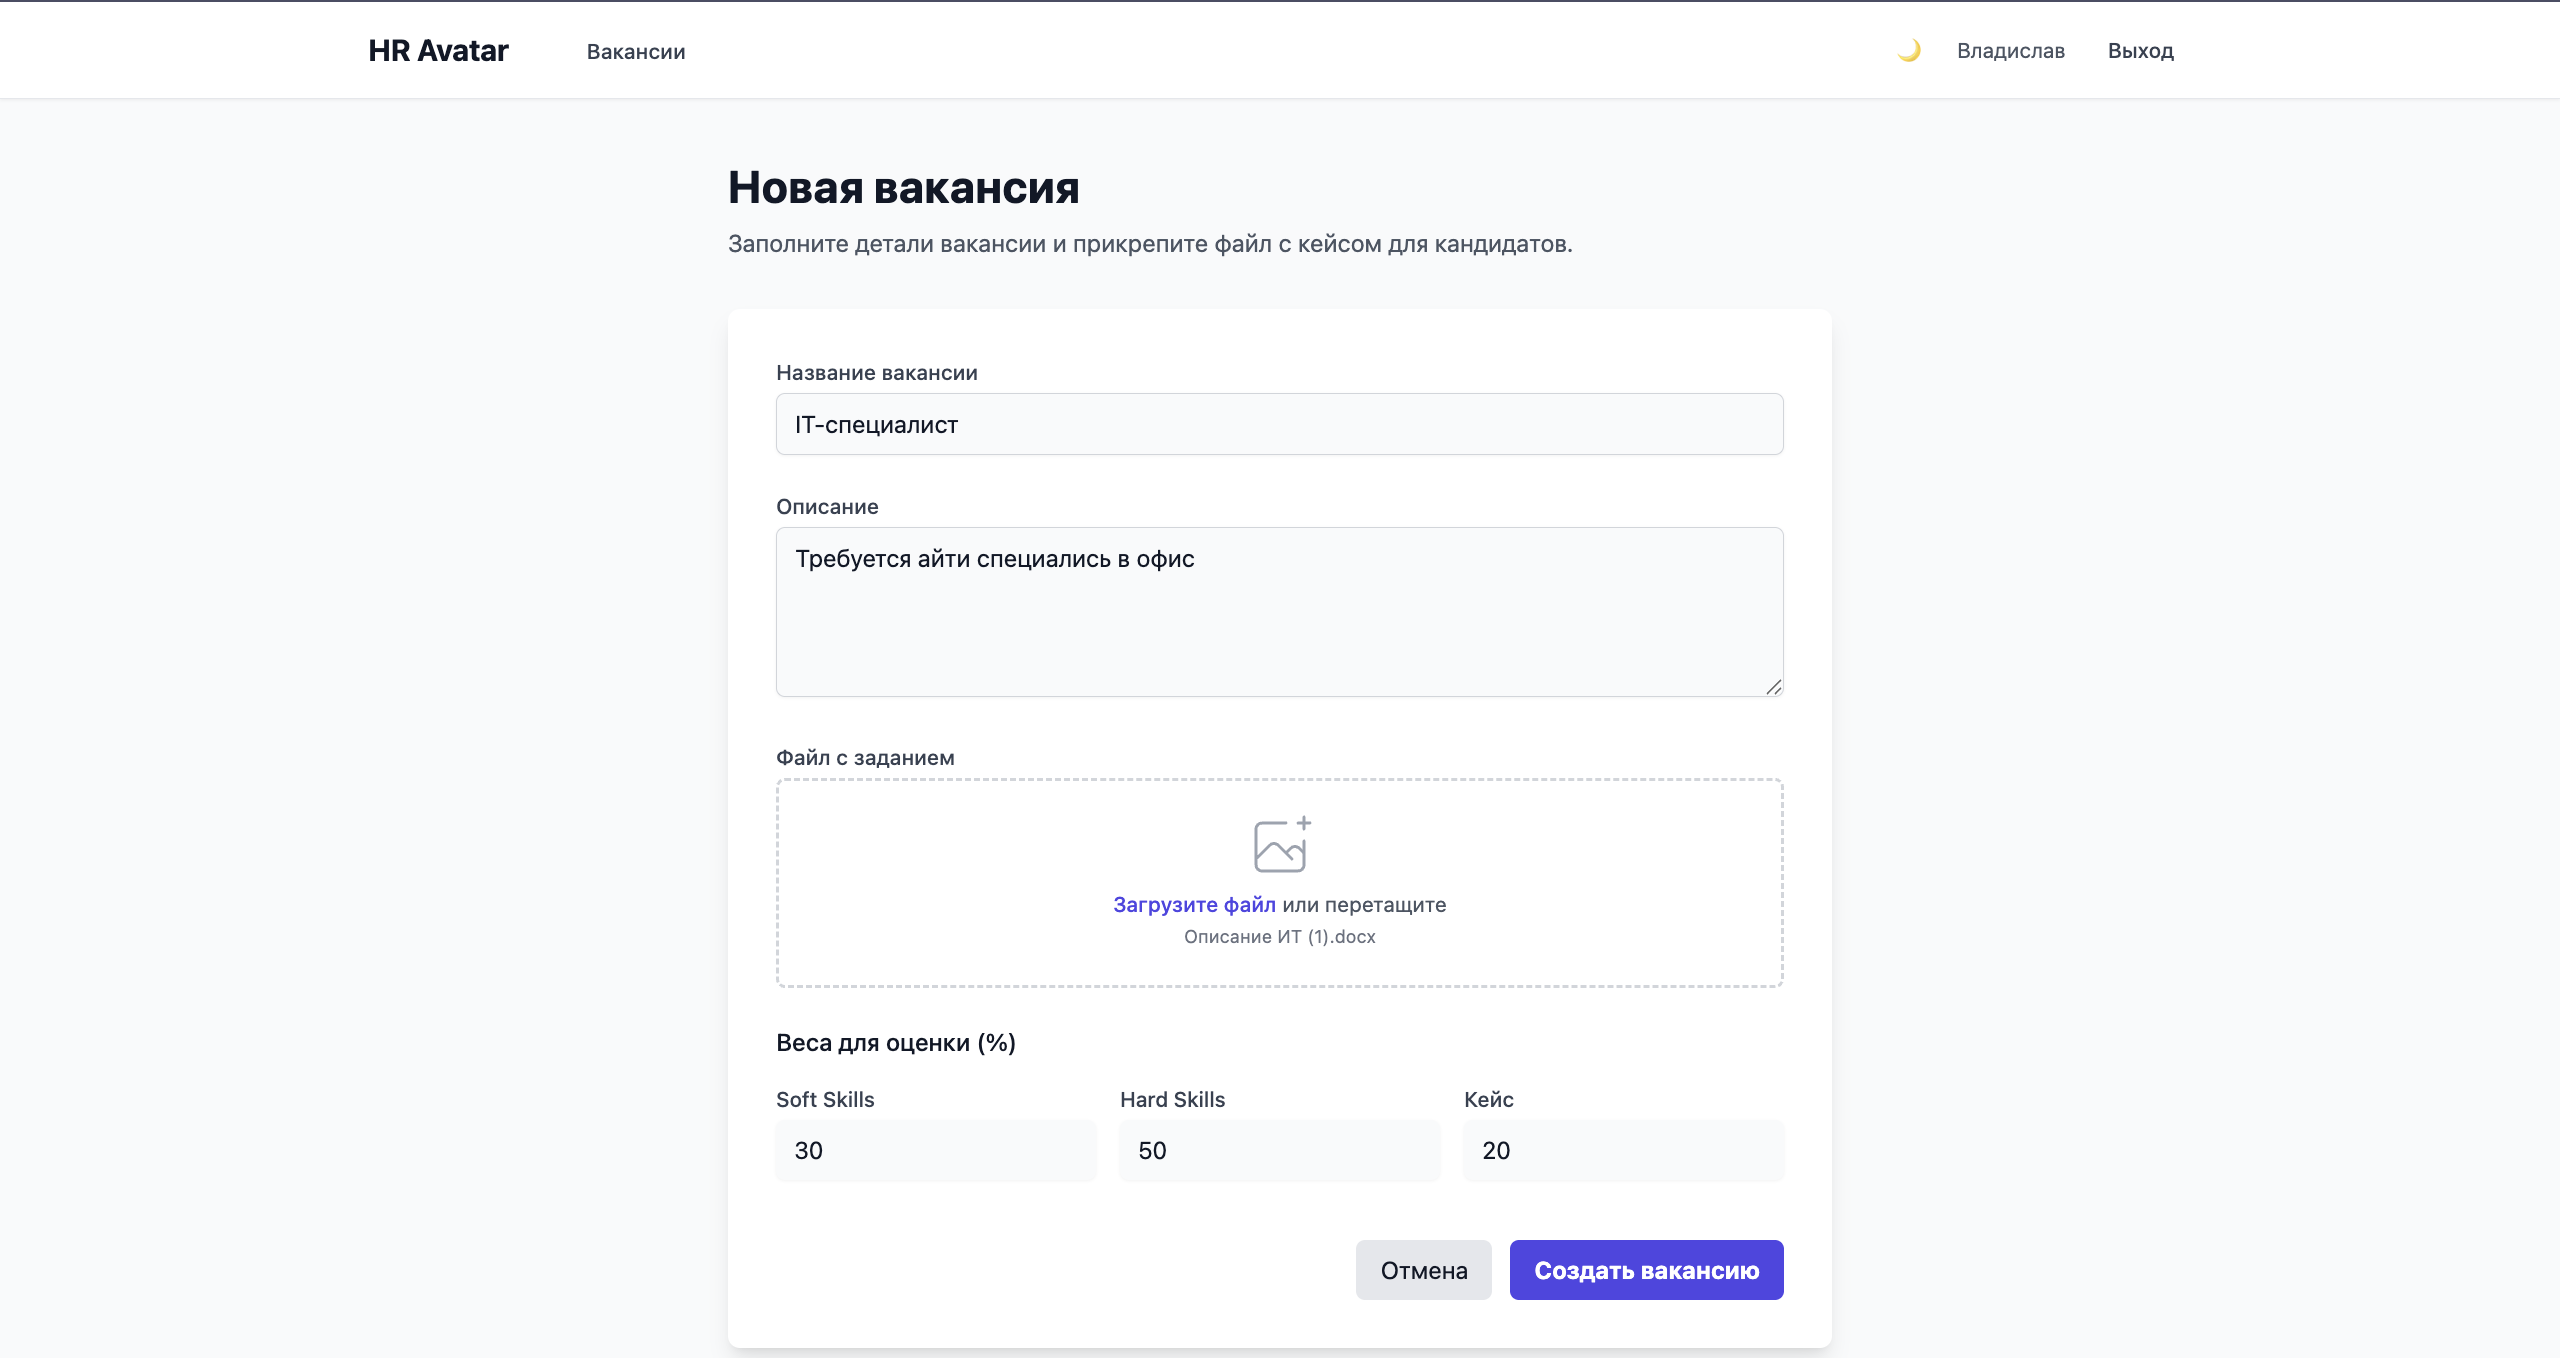 HR Avatar
Вакансии
🌙
Владислав
Выход
Новая вакансия
Заполните детали вакансии и прикрепите файл с кейсом для кандидатов.
Название вакансии
IT-специалист
Описание
Требуется айти специались в офис
Файл с заданием
Загрузите файл или перетащите
Описание ИТ (1).docx
Веса для оценки (%)
Soft Skills
Hard Skills
Кейс
30
50
20
Отмена
Создать вакансию